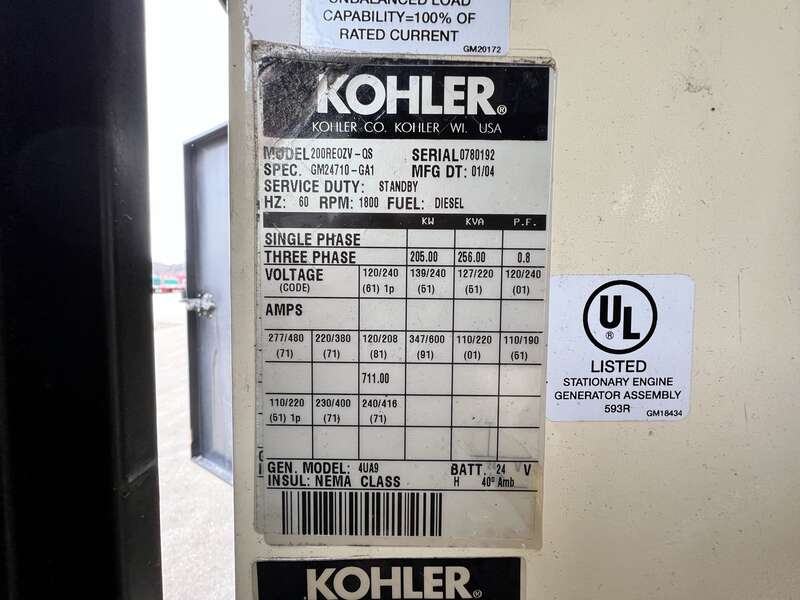 UNBALANCED LOAD
CAPABILITY=100% OF
RATED CURRENT
GM20172
KOHLER®
KOHLER CO. KOHLER WI. USA
MODEL 200REOZV-QS SERIAL 0780192
SPEC. GM24710-GA1 MFG DT: 01/04
SERVICE DUTY: STANDBY
HZ: 60 RPM: 1800 FUEL: DIESEL
KW KVA P.F.
SINGLE PHASE
THREE PHASE 205.00 256.00 0.8
VOLTAGE 120/240 139/240 127/220 120/240
(CODE) (61) 1p (51) (51) (01)
AMPS
277/480 220/380 120/208 347/600 110/220 110/190
(71) (71) (81) (91) (01) (61)
711.00
110/220 230/400 240/416
(51) 1p (71) (71)
GEN. MODEL: 4UA9 BATT. 24 V
INSUL: NEMA CLASS H 40° Amb
UL®
LISTED
STATIONARY ENGINE
GENERATOR ASSEMBLY
593R
GM18434
KOHLER®